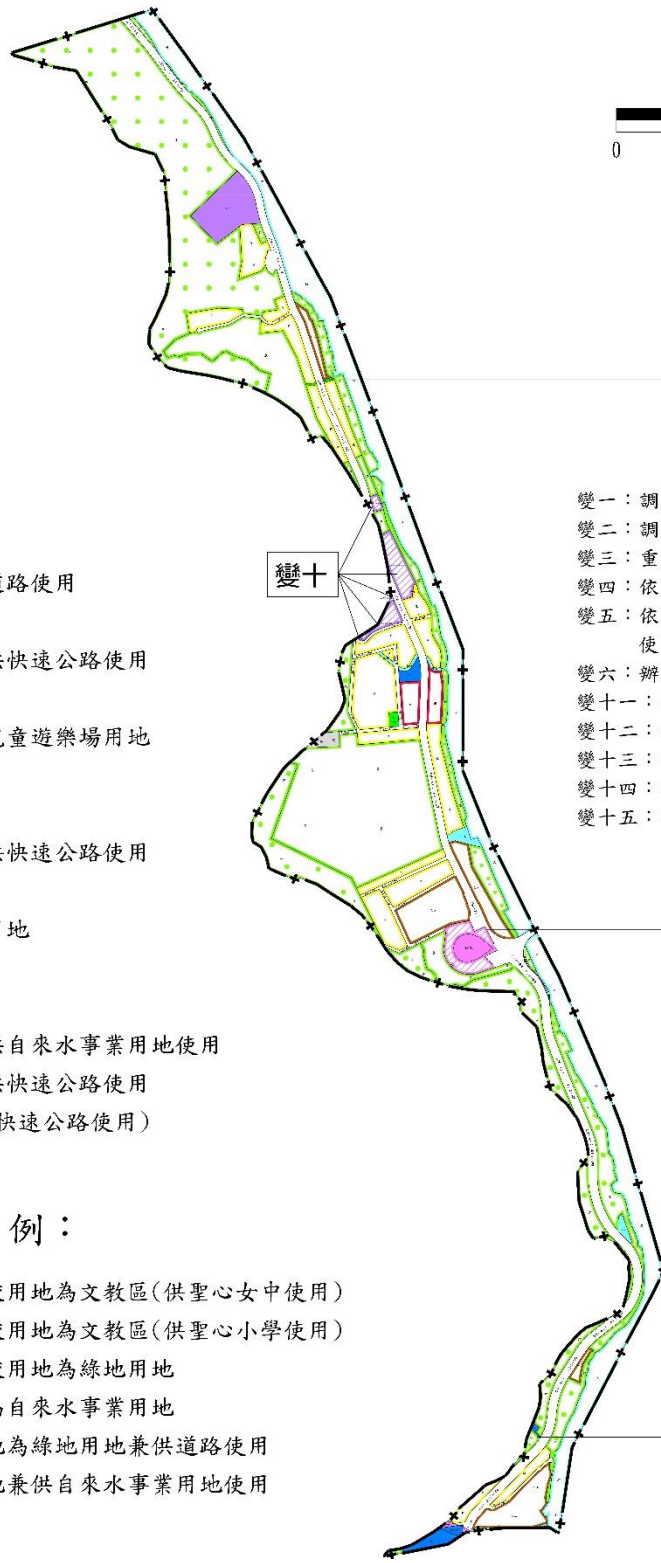 0
變十
道路使用
快速公路使用
童遊樂場用地
快速公路使用
地
自來水事業用地使用
快速公路使用
快速公路使用)
例：
用地為文教區(供聖心女中使用)
用地為文教區(供聖心小學使用)
用地為綠地用地
自來水事業用地
為綠地用地兼供道路使用
兼供自來水事業用地使用
變一：調
變二：調
變三：重
變四：依
變五：依
使
變六：辦
變十一：
變十二：
變十三：
變十四：
變十五：